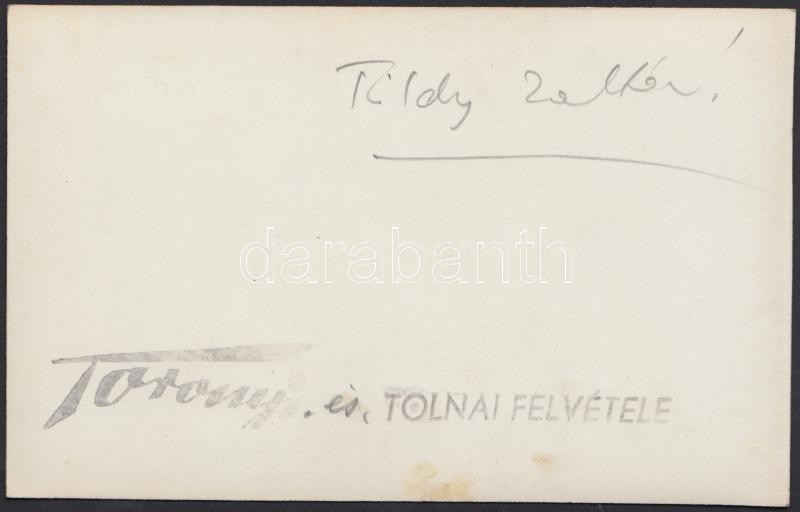 Tildy Zoltán!
darabanth
Toronyi és TOLNAI FELVÉTELE